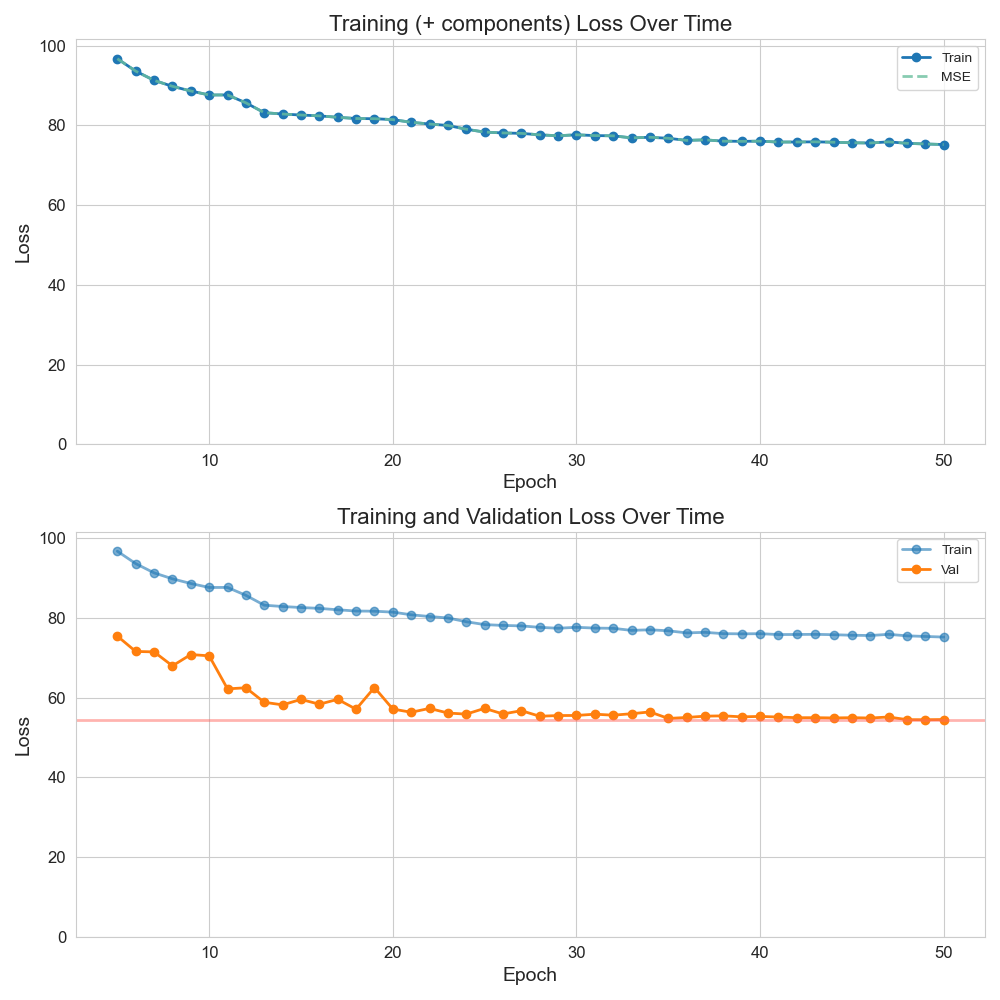 Training (+ components) Loss Over Time
100
80
60
40
20
0
Loss
Train
MSE
10 20 30 40 50
Epoch
Training and Validation Loss Over Time
100
80
60
40
20
0
Loss
Train
Val
10 20 30 40 50
Epoch